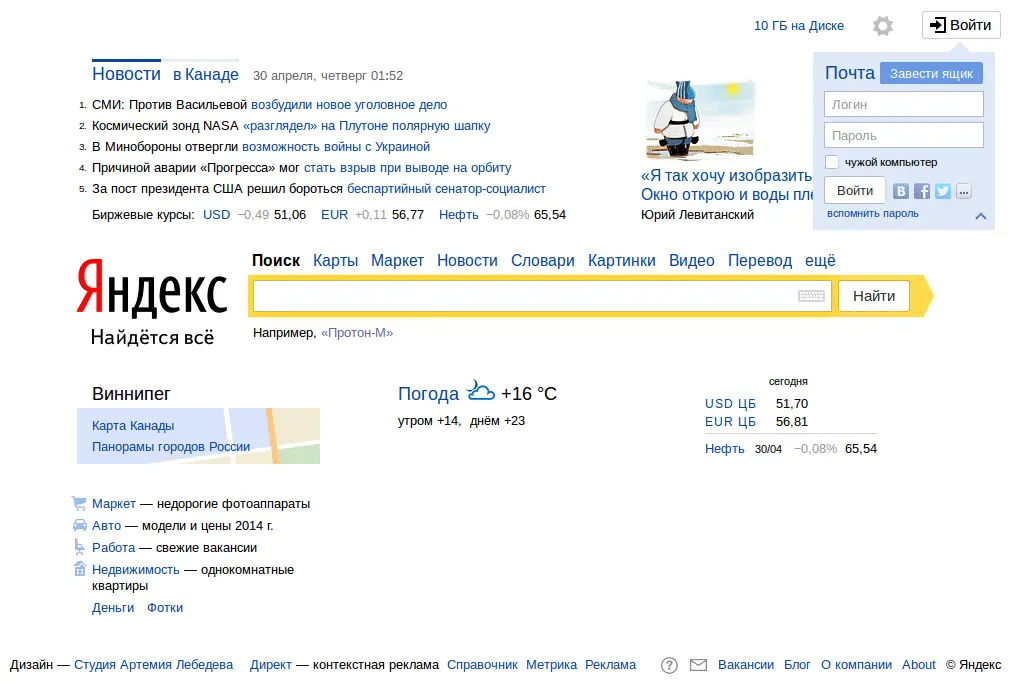 10 ГБ на Диске Войти
Новости в Канаде 30 апреля, четверг 01:52
1. СМИ: Против Васильевой возбудили новое уголовное дело
2. Космический зонд NASA «разглядел» на Плутоне полярную шапку
3. В Минобороны отвергли возможность войны с Украиной
4. Причиной аварии «Прогресса» мог стать взрыв при выводе на орбиту
5. За пост президента США решил бороться беспартийный сенатор-социалист
Биржевые курсы: USD −0,49 51,06 EUR +0,11 56,77 Нефть −0,08% 65,54
«Я так хочу изобразить
Окно открою и воды пле
Юрий Левитанский
Почта Завести ящик
Логин
Пароль
чужой компьютер
Войти В f ...
вспомнить пароль
Яндекс
Найдётся всё
Поиск Карты Маркет Новости Словари Картинки Видео Перевод ещё
Найти
Например, «Протон-М»
Виннипег
Карта Канады
Панорамы городов России
Погода +16 °C
утром +14, днём +23
сегодня
USD ЦБ 51,70
EUR ЦБ 56,81
Нефть 30/04 −0,08% 65,54
Маркет — недорогие фотоаппараты
Авто — модели и цены 2014 г.
Работа — свежие вакансии
Недвижимость — однокомнатные
квартиры
Деньги Фотки
Дизайн — Студия Артемия Лебедева Директ — контекстная реклама Справочник Метрика Реклама ? Вакансии Блог О компании About © Яндекс